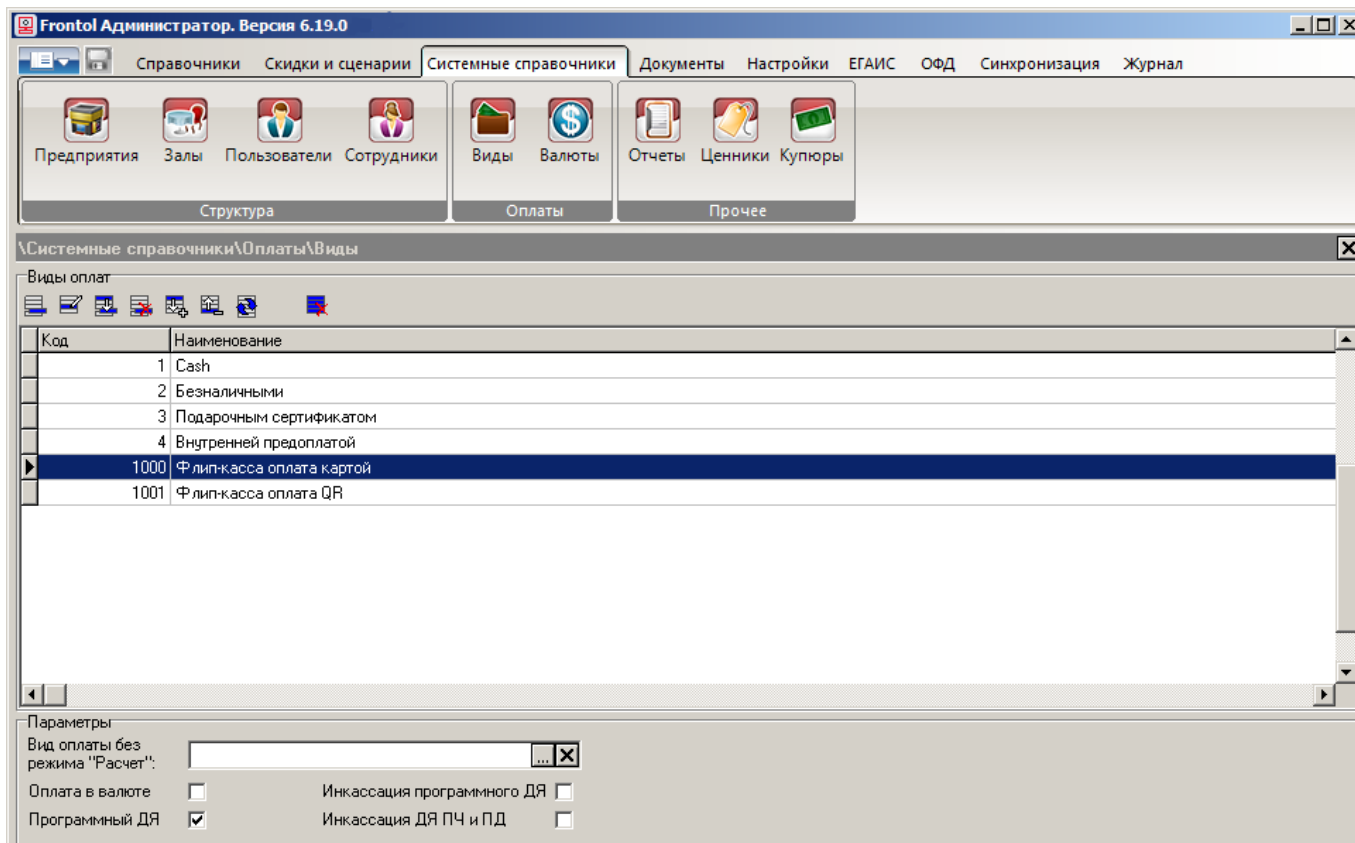 Frontol Администратор. Версия 6.19.0
Справочники Скидки и сценарии Системные справочники Документы Настройки ЕГАИС ОФД Синхронизация Журнал
Предприятия Залы Пользователи Сотрудники Виды Валюты Отчеты Ценники Купюры
Структура Оплаты Прочее
\Системные справочники\Оплаты\Виды
Виды оплат
Код Наименование
1 Cash
2 Безналичными
3 Подарочным сертификатом
4 Внутренней предоплатой
1000 Флип-касса оплата картой
1001 Флип-касса оплата QR
Параметры
Вид оплаты без
режима "Расчет": ...
Оплата в валюте Инкассация программного ДЯ
Программный ДЯ Инкассация ДЯ ПЧ и ПД